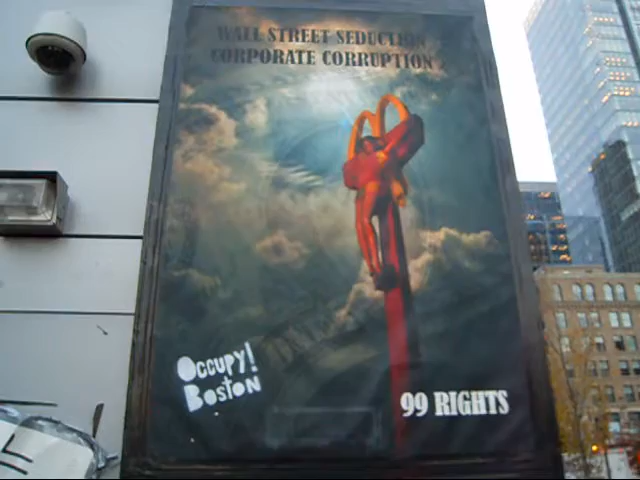 WALL STREET SEDUCTION
CORPORATE CORRUPTION
OCCUPY!
BOSTON
99 RIGHTS